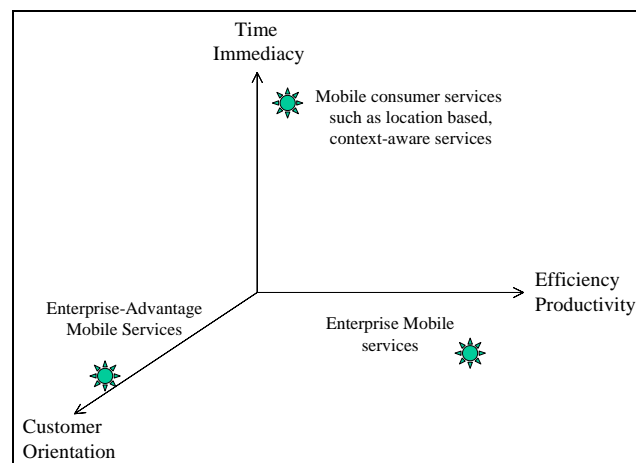 Time
Immediacy
Mobile consumer services
such as location based,
context-aware services
Efficiency
Productivity
Enterprise-Advantage
Mobile Services
Enterprise Mobile
services
Customer
Orientation